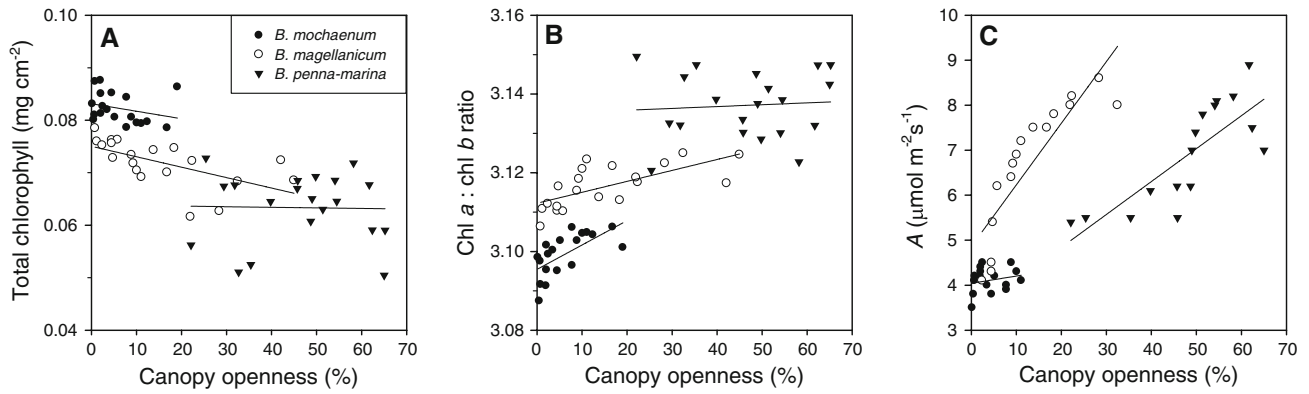 A
B. mochaenum
B. magellanicum
B. penna-marina
Total chlorophyll (mg cm-2)
0.10
0.08
0.06
0.04
0 10 20 30 40 50 60 70
Canopy openness (%)
B
Chl a : chl b ratio
3.16
3.14
3.12
3.10
3.08
0 10 20 30 40 50 60 70
Canopy openness (%)
C
A (μmol m-2s-1)
10
9
8
7
6
5
4
3
0 10 20 30 40 50 60 70
Canopy openness (%)